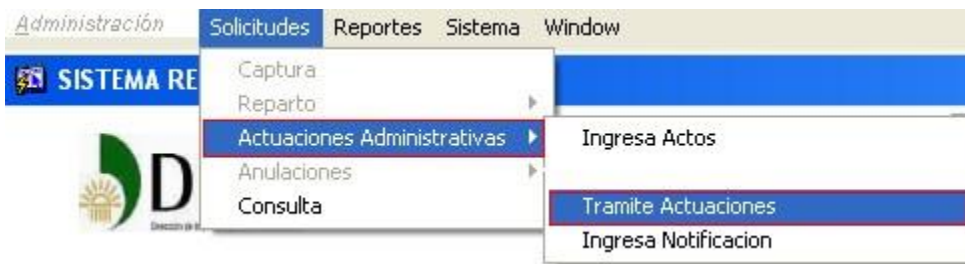 Administración Solicitudes Reportes Sistema Window
SISTEMA RE
Captura
Reparto
Actuaciones Administrativas
Anulaciones
Consulta
Ingresa Actos
Tramite Actuaciones
Ingresa Notificacion
D